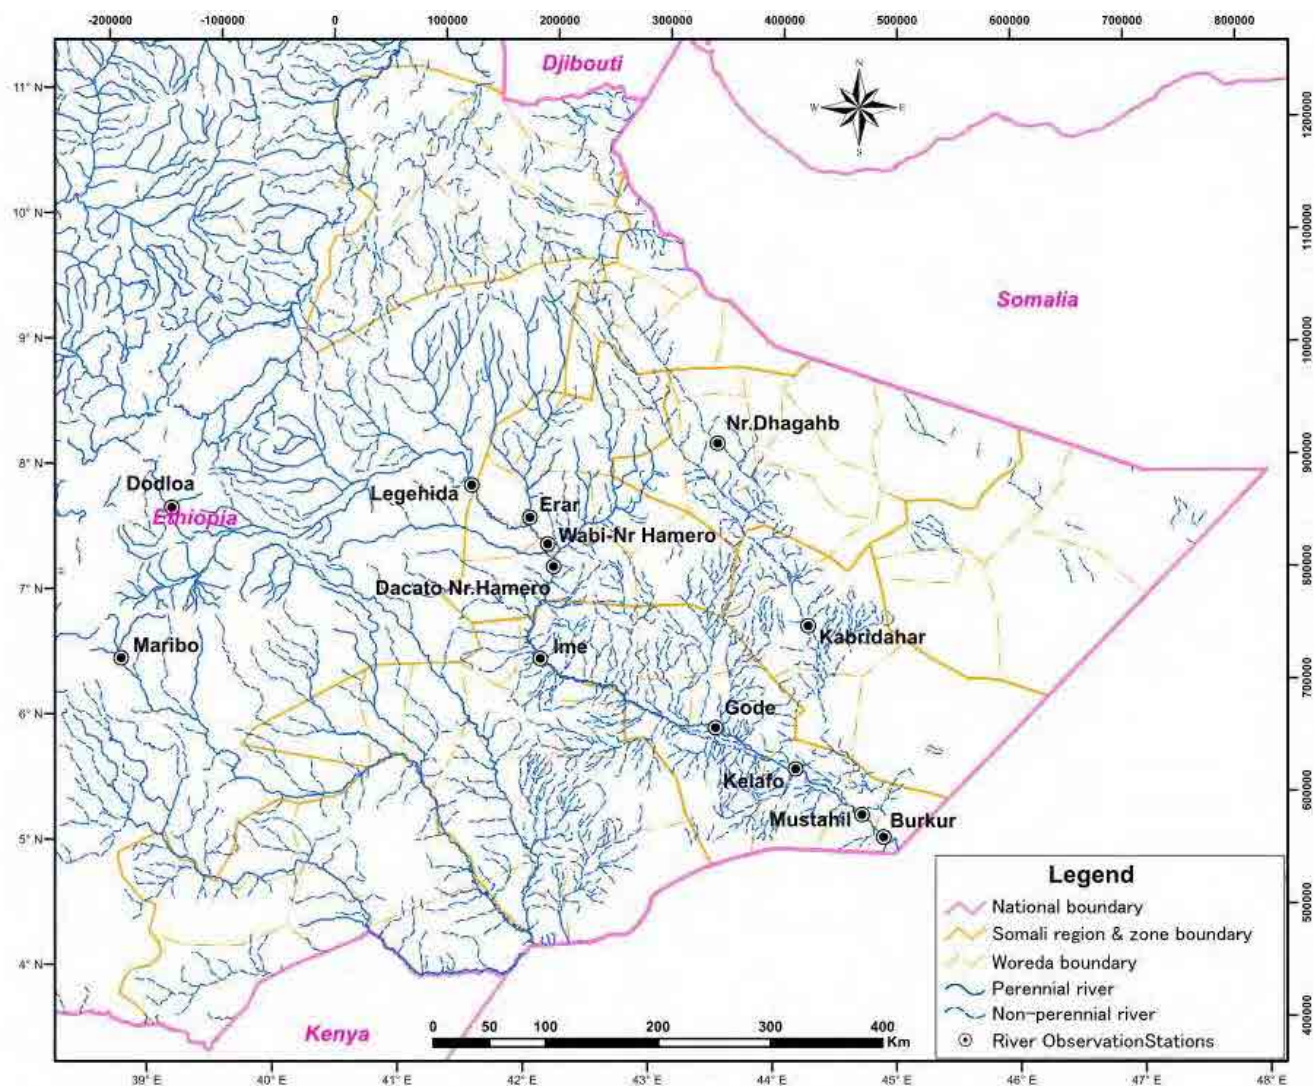 -200000 -100000 0 100000 200000 300000 400000 500000 600000 700000 800000
Djibouti
N
W E
S
11° N
1200000
10° N
1100000
Somalia
9° N
1000000
Nr.Dhagahb
8° N
900000
Dodloa
Legehida
Erar
Ethiopia
Wabi-Nr Hamero
800000
7° N
Dacato Nr.Hamero
Kabridahar
Maribo
Ime
700000
6° N
Gode
Kelafo
600000
Mustahil
Burkur
5° N
Legend
National boundary
500000
Somali region & zone boundary
Woreda boundary
4° N
Perennial river
Non-perennial river
400000
River ObservationStations
Kenya
0 50 100 200 300 400
Km
39° E 40° E 41° E 42° E 43° E 44° E 45° E 46° E 47° E 48° E